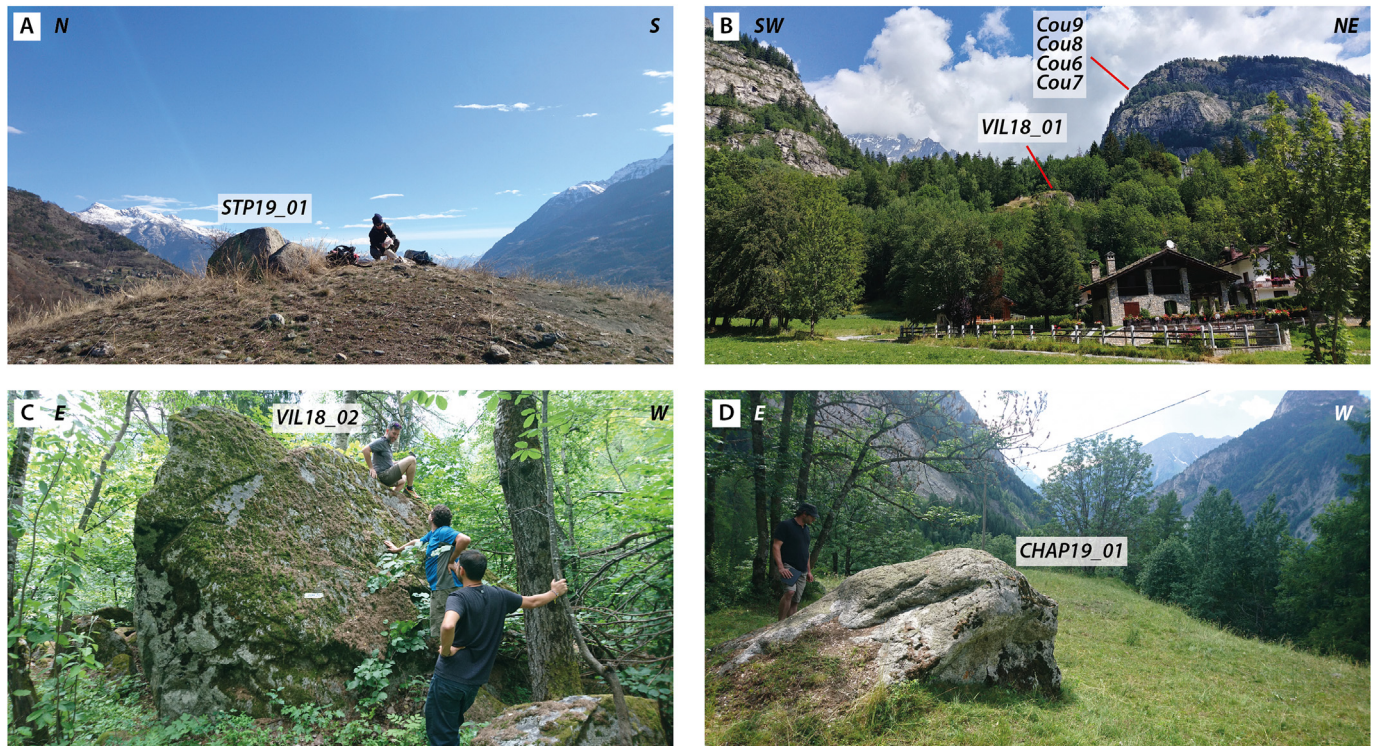 A N S
STP19_01
B SW NE
Cou9
Cou8
Cou6
Cou7
VIL18_01
C E W
VIL18_02
D E W
CHAP19_01